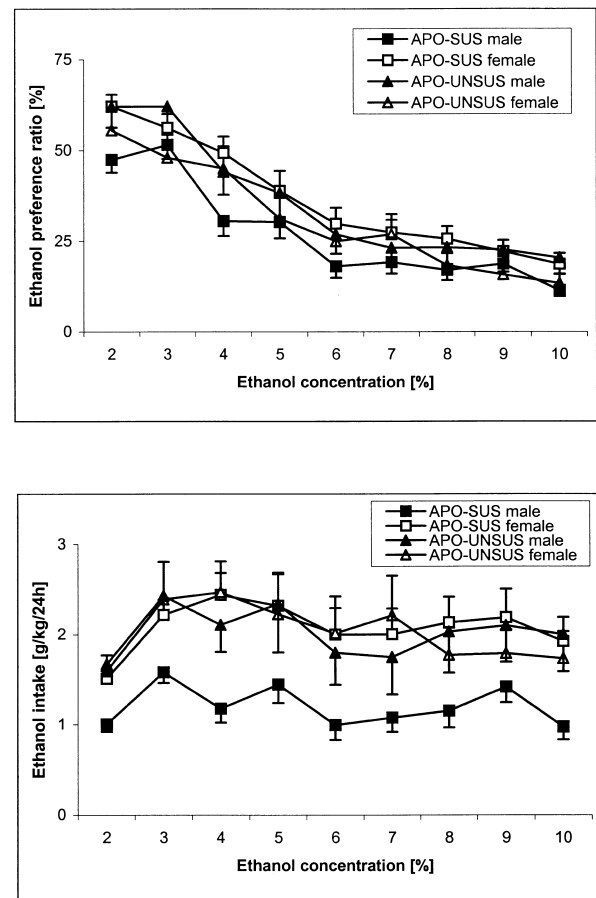 APO-SUS male
APO-SUS female
APO-UNSUS male
APO-UNSUS female
Ethanol preference ratio [%]
75
50
25
0
2 3 4 5 6 7 8 9 10
Ethanol concentration [%]
APO-SUS male
APO-SUS female
APO-UNSUS male
APO-UNSUS female
Ethanol intake [g/kg/24h]
3
2
1
0
2 3 4 5 6 7 8 9 10
Ethanol concentration [%]